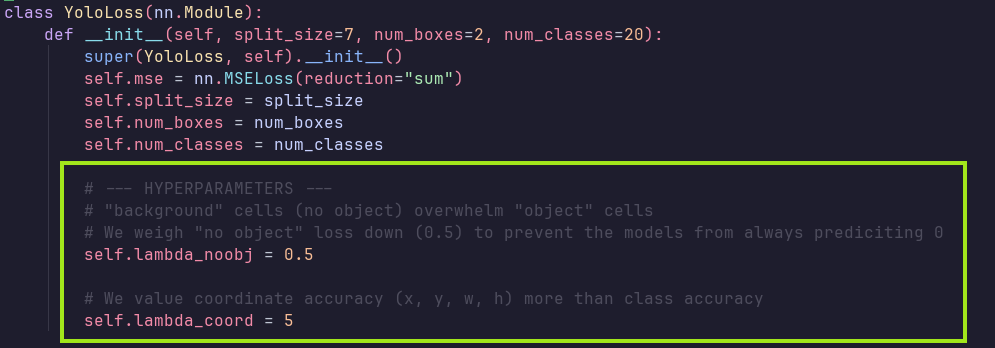 class YoloLoss(nn.Module):
def __init__(self, split_size=7, num_boxes=2, num_classes=20):
super(YoloLoss, self).__init__()
self.mse = nn.MSELoss(reduction="sum")
self.split_size = split_size
self.num_boxes = num_boxes
self.num_classes = num_classes
# --- HYPERPARAMETERS ---
# "background" cells (no object) overwhelm "object" cells
# We weigh "no object" loss down (0.5) to prevent the models from always prediciting 0
self.lambda_noobj = 0.5
# We value coordinate accuracy (x, y, w, h) more than class accuracy
self.lambda_coord = 5